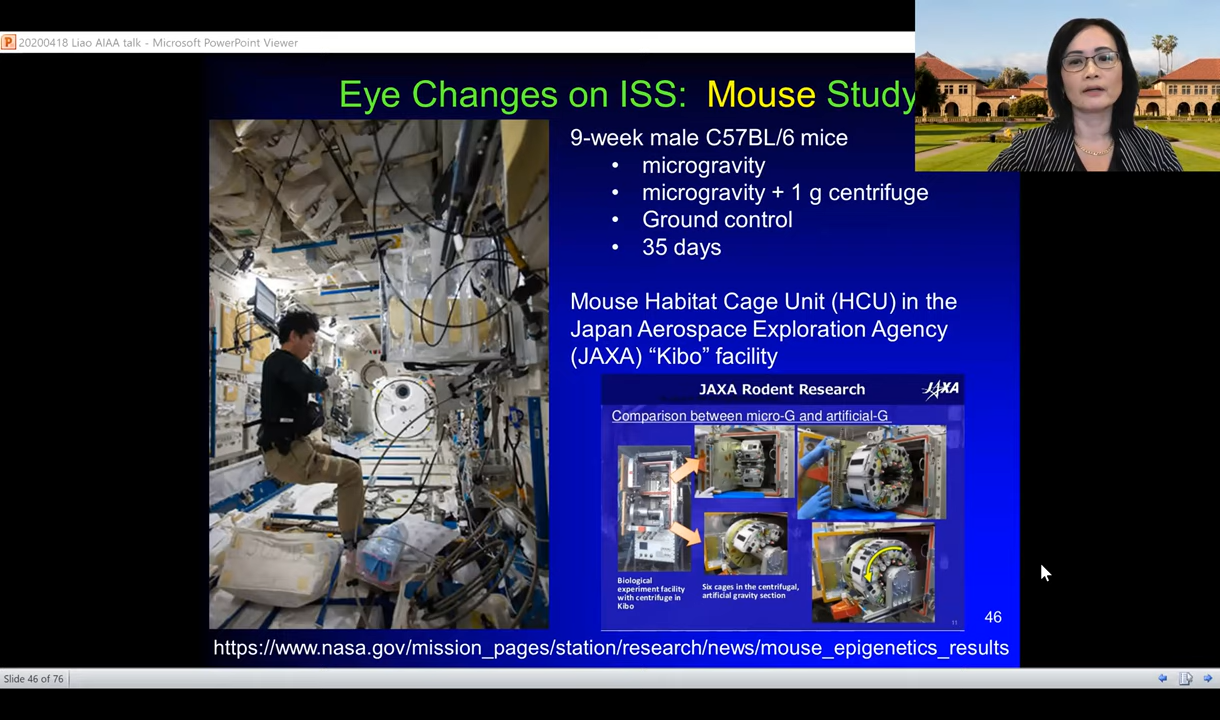 20200418 Liao AIAA talk - Microsoft PowerPoint Viewer
Eye Changes on ISS: Mouse Study
9-week male C57BL/6 mice
• microgravity
• microgravity + 1 g centrifuge
• Ground control
• 35 days
Mouse Habitat Cage Unit (HCU) in the
Japan Aerospace Exploration Agency
(JAXA) “Kibo” facility
JAXA Rodent Research
JAXA
Comparison between micro-G and artificial-G
Biological
experiment facility
with centrifuge in
Kibo
Six cages in the centrifugal,
artificial gravity section
11
46
https://www.nasa.gov/mission_pages/station/research/news/mouse_epigenetics_results
Slide 46 of 76